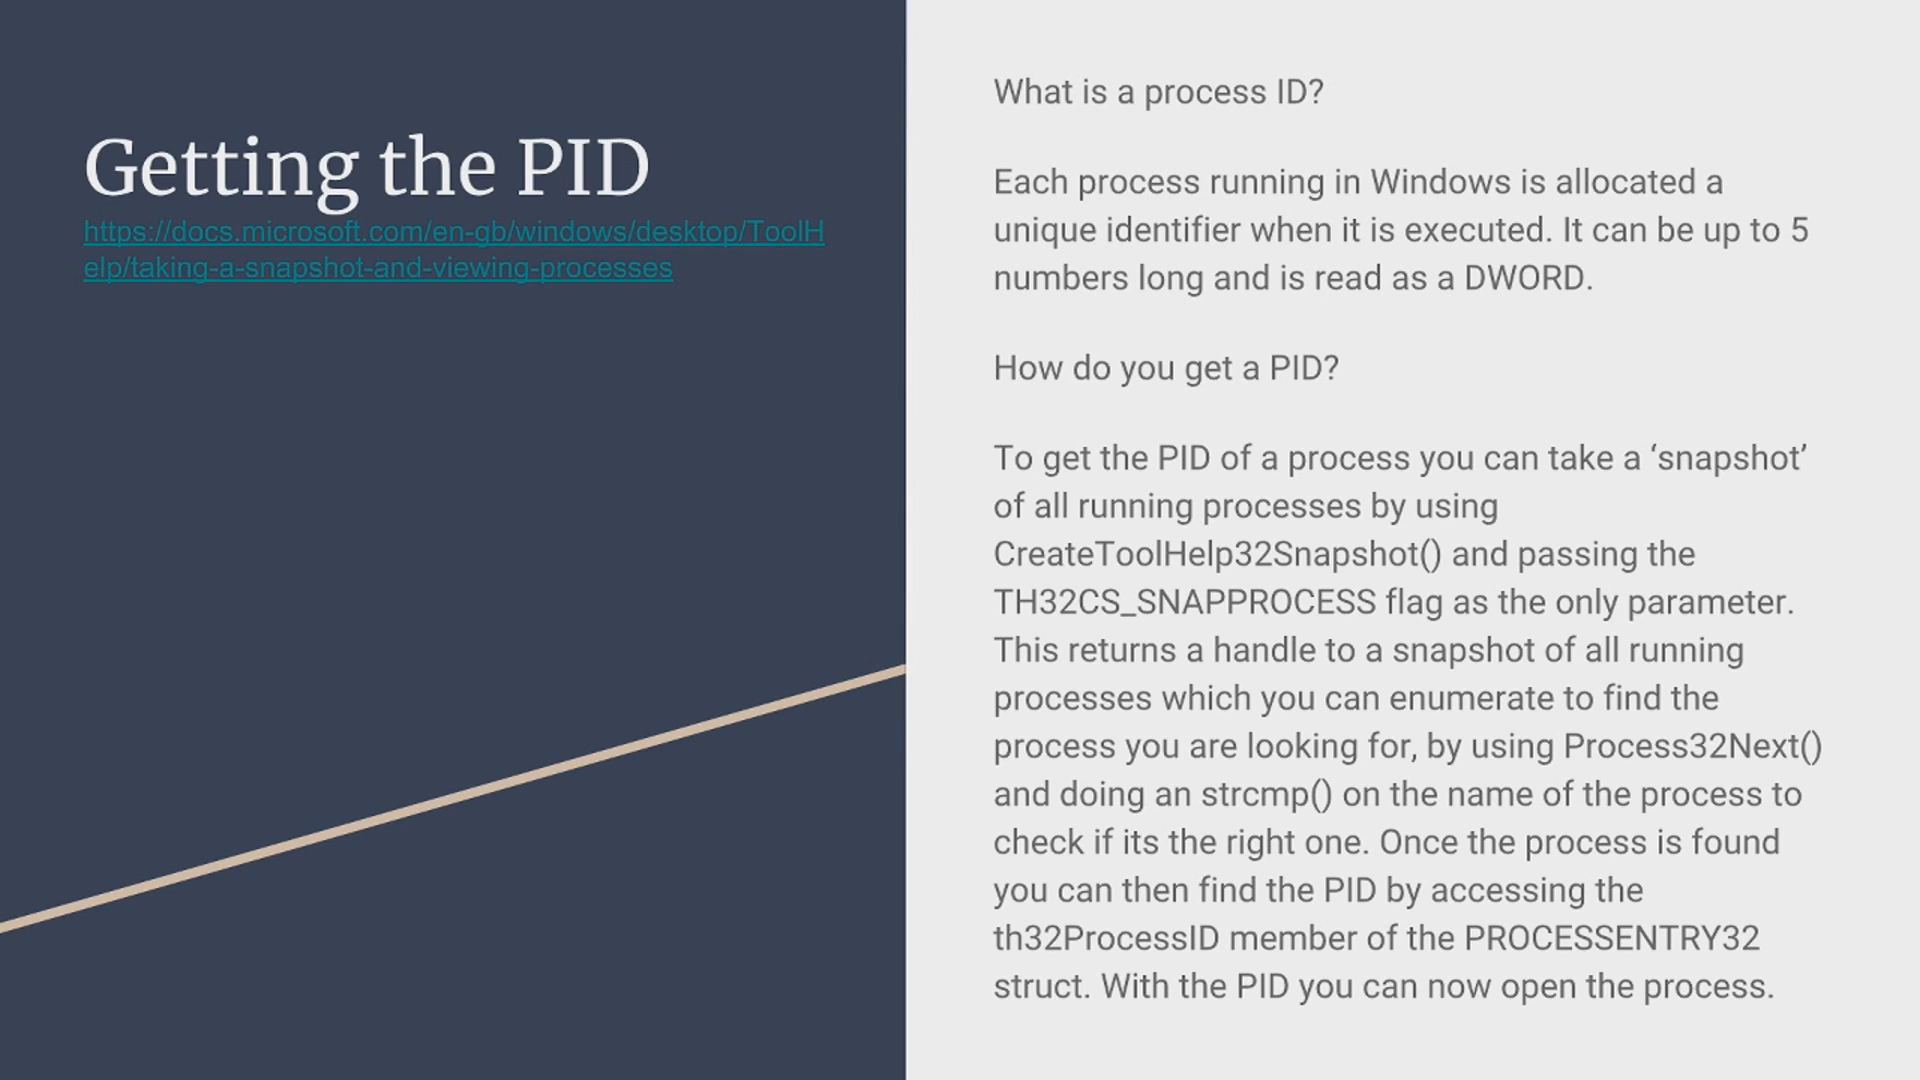 Getting the PID
https://docs.microsoft.com/en-gb/windows/desktop/ToolH
elp/taking-a-snapshot-and-viewing-processes
What is a process ID?
Each process running in Windows is allocated a
unique identifier when it is executed. It can be up to 5
numbers long and is read as a DWORD.
How do you get a PID?
To get the PID of a process you can take a ‘snapshot’
of all running processes by using
CreateToolHelp32Snapshot() and passing the
TH32CS_SNAPPROCESS flag as the only parameter.
This returns a handle to a snapshot of all running
processes which you can enumerate to find the
process you are looking for, by using Process32Next()
and doing an strcmp() on the name of the process to
check if its the right one. Once the process is found
you can then find the PID by accessing the
th32ProcessID member of the PROCESSENTRY32
struct. With the PID you can now open the process.